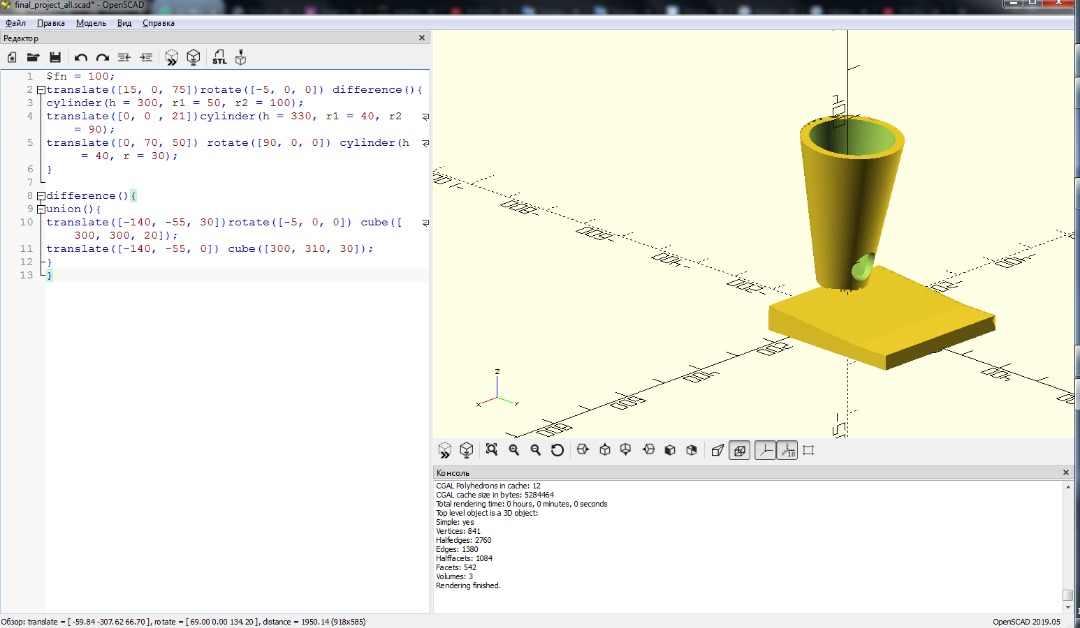 final_project_all.scad* - OpenSCAD
Файл Правка Модель Вид Справка
Редактор
STL
1 $fn = 100;
2 translate([15, 0, 75])rotate([-5, 0, 0]) difference(){
3 cylinder(h = 300, r1 = 50, r2 = 100);
4 translate([0, 0 , 21])cylinder(h = 330, r1 = 40, r2
= 90);
5 translate([0, 70, 50]) rotate([90, 0, 0]) cylinder(h
= 40, r = 30);
6 }
7
8 difference(){
9 union(){
10 translate([-140, -55, 30])rotate([-5, 0, 0]) cube([
300, 300, 20]);
11 translate([-140, -55, 0]) cube([300, 310, 30]);
12 }
13 }
z
x y
Консоль
CGAL Polyhedrons in cache: 12
CGAL cache size in bytes: 5284464
Total rendering time: 0 hours, 0 minutes, 0 seconds
Top level object is a 3D object:
Simple: yes
Vertices: 841
Halfedges: 2760
Edges: 1380
Halffacets: 1084
Facets: 542
Volumes: 3
Rendering finished.
Обзор: translate = [ -59.84 -307.62 66.70 ], rotate = [ 69.00 0.00 134.20 ], distance = 1950.14 (918x585)
OpenSCAD 2019.05